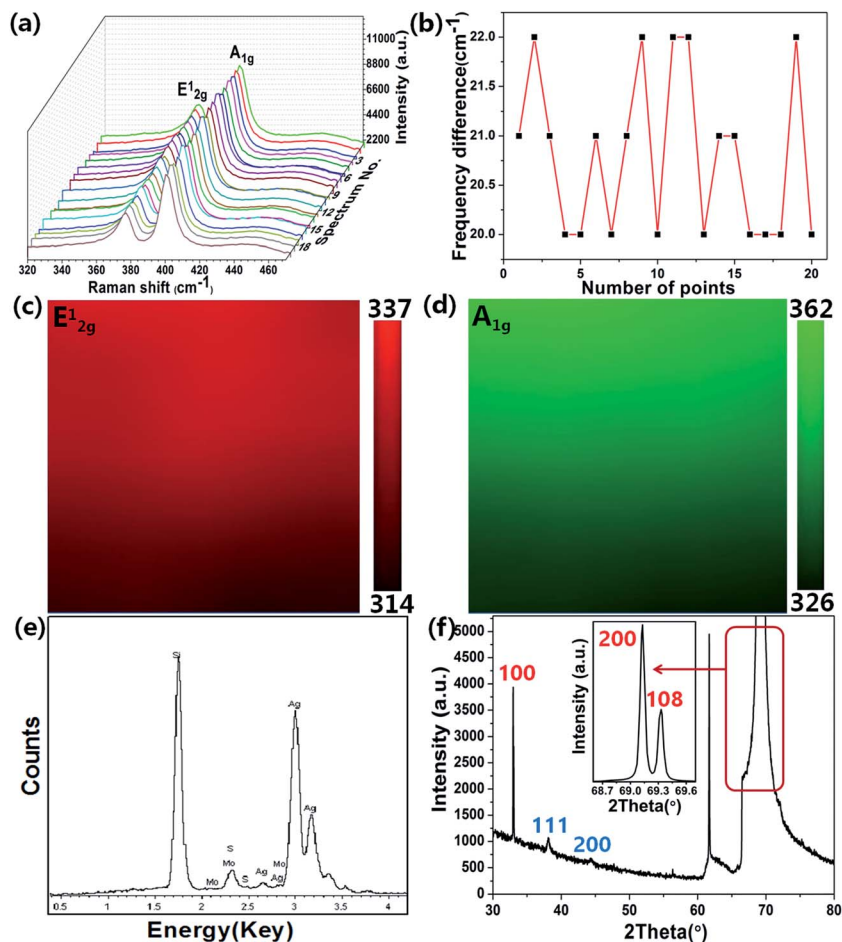 (a)
A1g
E¹2g
11000
8800
6600
4400
2200
Intensity (a.u.)
3
6
9
12
15
18
Spectrum No.
320 340 360 380 400 420 440 460
Raman shift (cm-1)
(b)
22.0
21.5
21.0
20.5
20.0
Frequency difference(cm-1)
0 5 10 15 20
Number of points
(c)
E¹2g
337
314
(d)
A1g
362
326
(e)
Si
Ag
Ag
S
Mo
Mo
S
Ag
Mo
Ag
Counts
0.5 1 2 3 4
Energy(Key)
(f)
5000
4500
4000
3500
3000
2500
2000
1500
1000
500
0
Intensity (a.u.)
100
111
200
200
108
Intensity (a.u.)
68.7 69.0 69.3 69.6
2Theta(°)
30 40 50 60 70 80
2Theta(°)